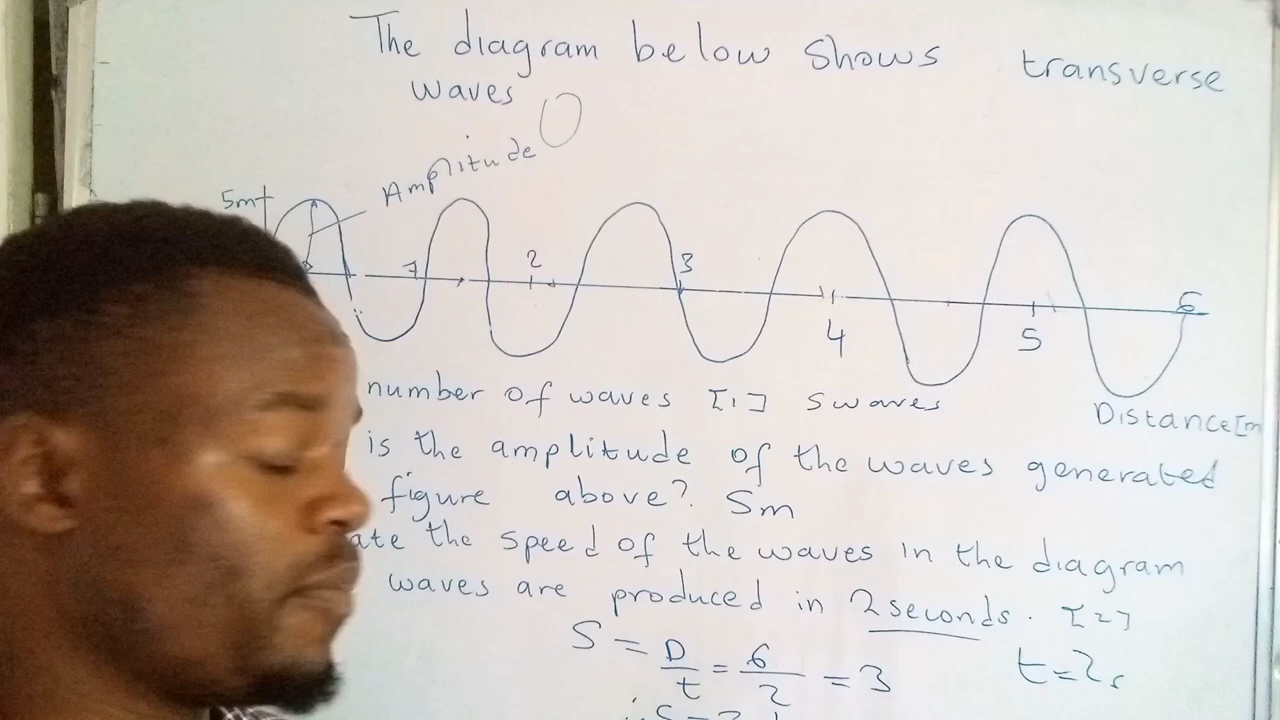 The diagram below shows transverse
waves
Amplitude
5m
1
2
3
4
5
6
Distance[m
number of waves [1] 5 waves
is the amplitude of the waves generated
figure above? 5m
ate the speed of the waves in the diagram
waves are produced in 2 seconds. [2]
S = D/t = 6/2 = 3
t=2s